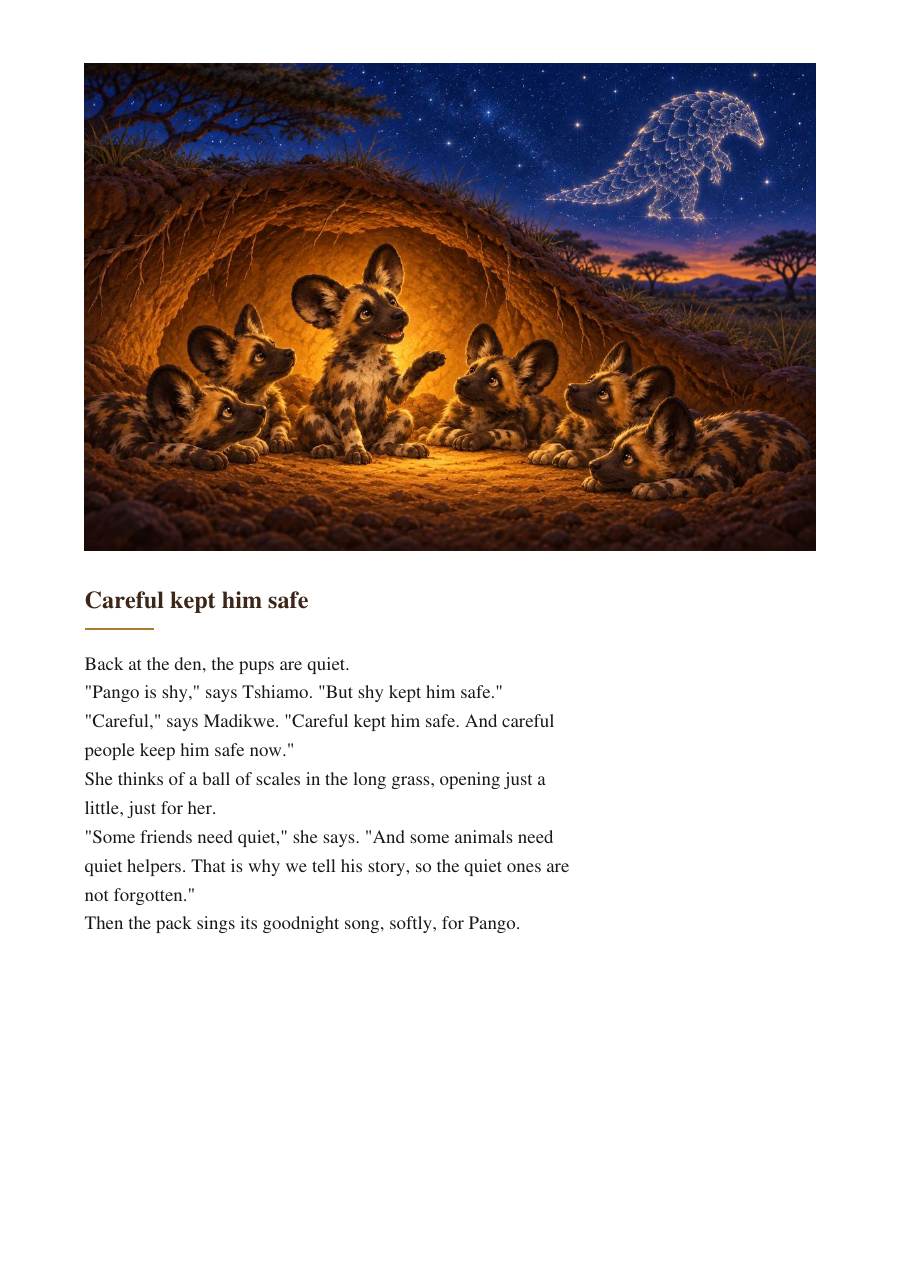 Careful kept him safe
Back at the den, the pups are quiet.
"Pango is shy," says Tshiamo. "But shy kept him safe."
"Careful," says Madikwe. "Careful kept him safe. And careful
people keep him safe now."
She thinks of a ball of scales in the long grass, opening just a
little, just for her.
"Some friends need quiet," she says. "And some animals need
quiet helpers. That is why we tell his story, so the quiet ones are
not forgotten."
Then the pack sings its goodnight song, softly, for Pango.